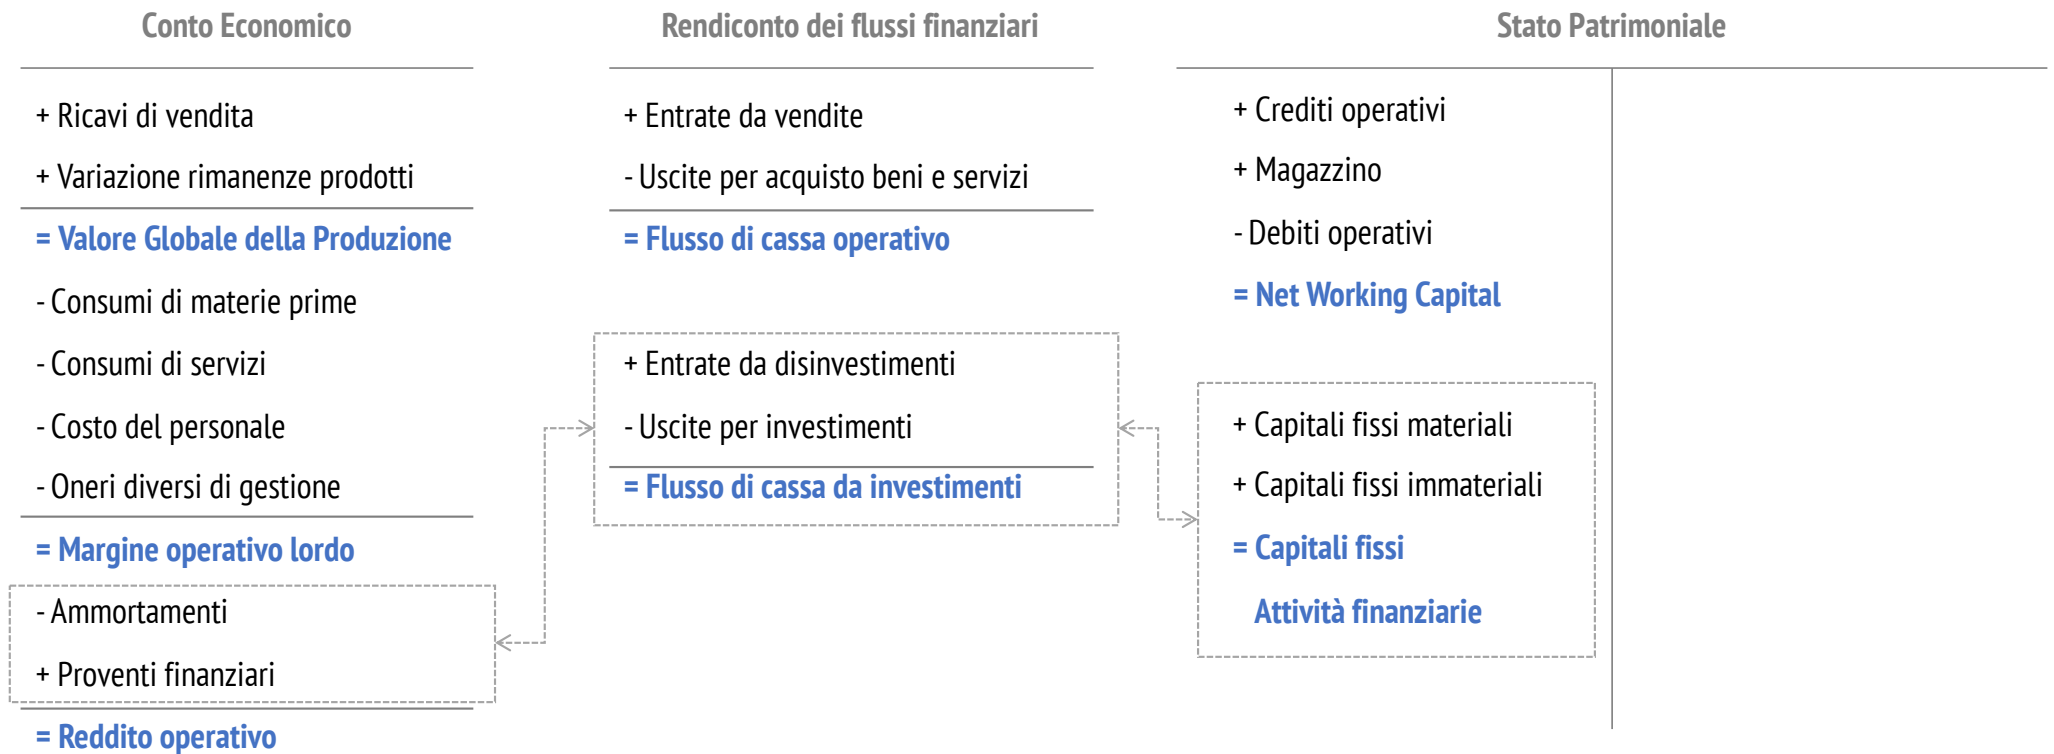 Conto Economico
+ Ricavi di vendita
+ Variazione rimanenze prodotti
= Valore Globale della Produzione
- Consumi di materie prime
- Consumi di servizi
- Costo del personale
- Oneri diversi di gestione
= Margine operativo lordo
- Ammortamenti
+ Proventi finanziari
= Reddito operativo
Rendiconto dei flussi finanziari
+ Entrate da vendite
- Uscite per acquisto beni e servizi
= Flusso di cassa operativo
+ Entrate da disinvestimenti
- Uscite per investimenti
= Flusso di cassa da investimenti
Stato Patrimoniale
+ Crediti operativi
+ Magazzino
- Debiti operativi
= Net Working Capital
+ Capitali fissi materiali
+ Capitali fissi immateriali
= Capitali fissi
Attività finanziarie